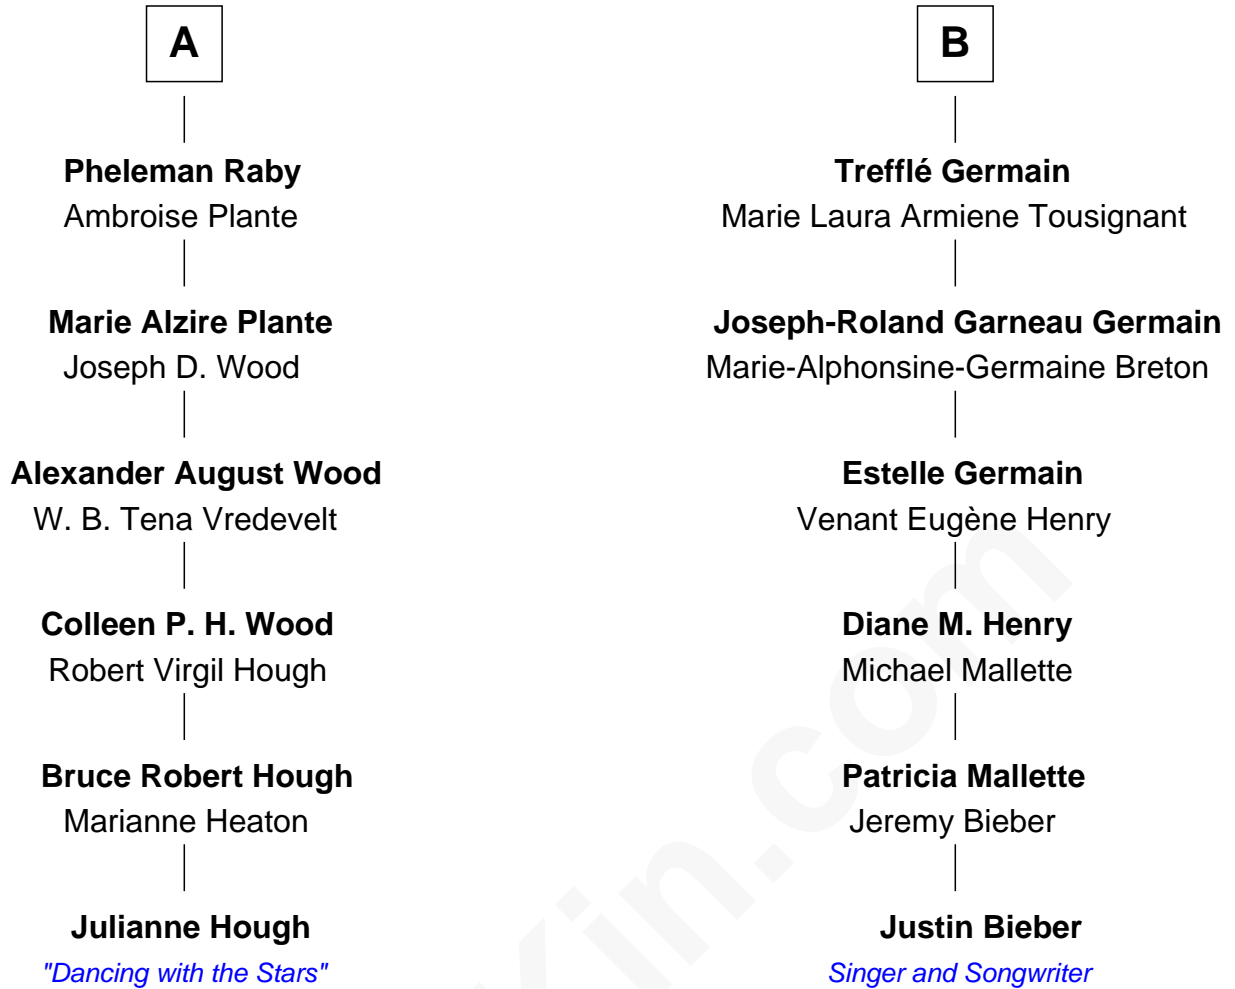 A
B
Pheleman Raby
Ambroise Plante
Trefflé Germain
Marie Laura Armiene Tousignant
Marie Alzire Plante
Joseph D. Wood
Joseph-Roland Garneau Germain
Marie-Alphonsine-Germaine Breton
Alexander August Wood
W. B. Tena Vredevelt
Estelle Germain
Venant Eugène Henry
Colleen P. H. Wood
Robert Virgil Hough
Diane M. Henry
Michael Mallette
Bruce Robert Hough
Marianne Heaton
Patricia Mallette
Jeremy Bieber
Julianne Hough
"Dancing with the Stars"
Justin Bieber
Singer and Songwriter
Kin.com